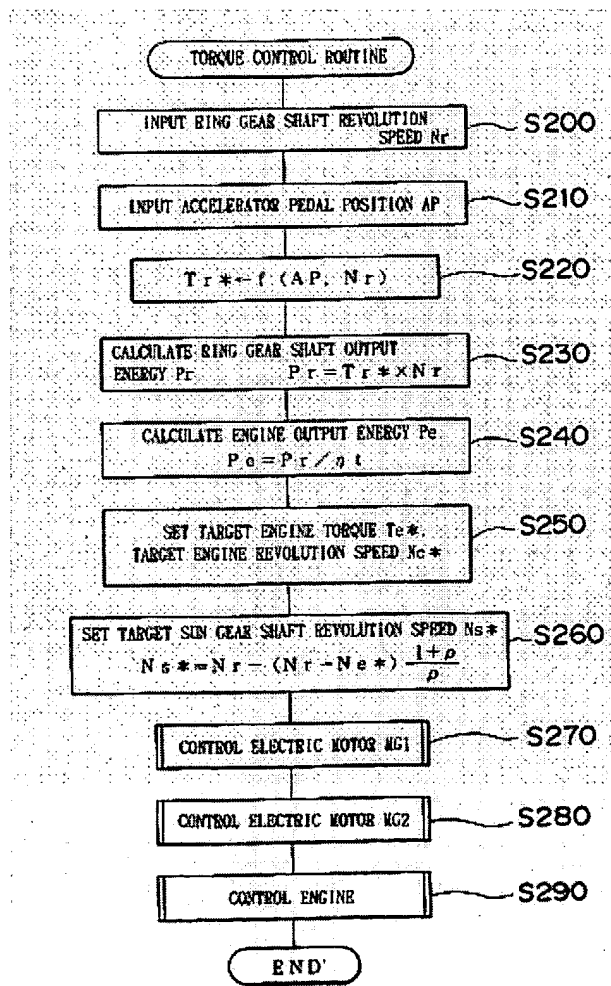 TORQUE CONTROL ROUTINE
INPUT RING GEAR SHAFT REVOLUTION
SPEED Nr
S200
INPUT ACCELERATOR PEDAL POSITION AP
S210
Tr*←f (AP, Nr)
S220
CALCULATE RING GEAR SHAFT OUTPUT
ENERGY Pr Pr=Tr*×Nr
S230
CALCULATE ENGINE OUTPUT ENERGY Pe
Pe=Pr/ηt
S240
SET TARGET ENGINE TORQUE Te*,
TARGET ENGINE REVOLUTION SPEED Ne*
S250
SET TARGET SUN GEAR SHAFT REVOLUTION SPEED Ns*
Ns*=Nr-(Nr-Ne*) (1+ρ)/ρ
S260
CONTROL ELECTRIC MOTOR MG1
S270
CONTROL ELECTRIC MOTOR MG2
S280
CONTROL ENGINE
S290
END